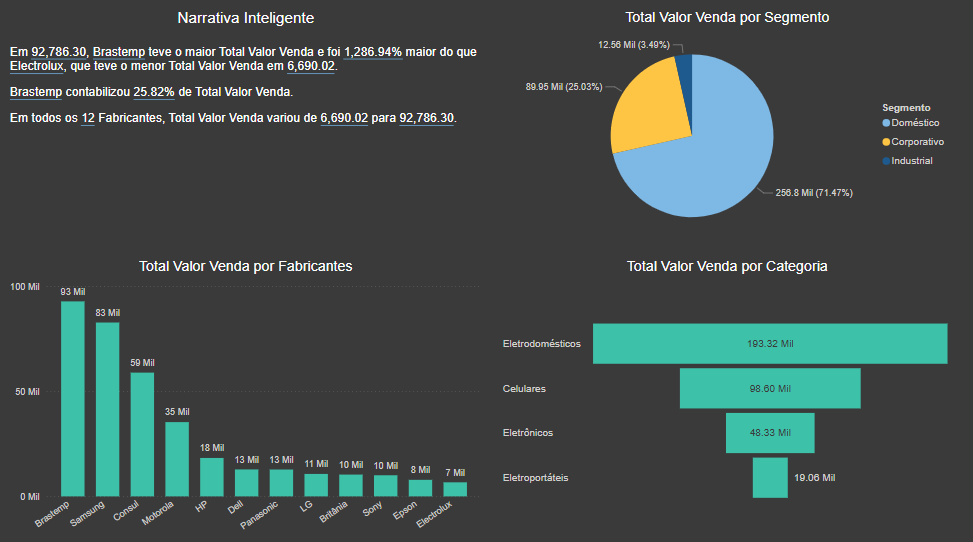 Narrativa Inteligente
Em 92,786.30, Brastemp teve o maior Total Valor Venda e foi 1,286.94% maior do que
Electrolux, que teve o menor Total Valor Venda em 6,690.02.
Brastemp contabilizou 25.82% de Total Valor Venda.
Em todos os 12 Fabricantes, Total Valor Venda variou de 6,690.02 para 92,786.30.
Total Valor Venda por Segmento
12.56 Mil (3.49%)
89.95 Mil (25.03%)
256.8 Mil (71.47%)
Segmento
Doméstico
Corporativo
Industrial
Total Valor Venda por Fabricantes
100 Mil
50 Mil
0 Mil
93 Mil
83 Mil
59 Mil
35 Mil
18 Mil
13 Mil
13 Mil
11 Mil
10 Mil
10 Mil
8 Mil
7 Mil
Brastemp
Samsung
Consul
Motorola
HP
Dell
Panasonic
LG
Britânia
Sony
Epson
Electrolux
Total Valor Venda por Categoria
Eletrodomésticos
193.32 Mil
Celulares
98.60 Mil
Eletrônicos
48.33 Mil
Eletroportáteis
19.06 Mil